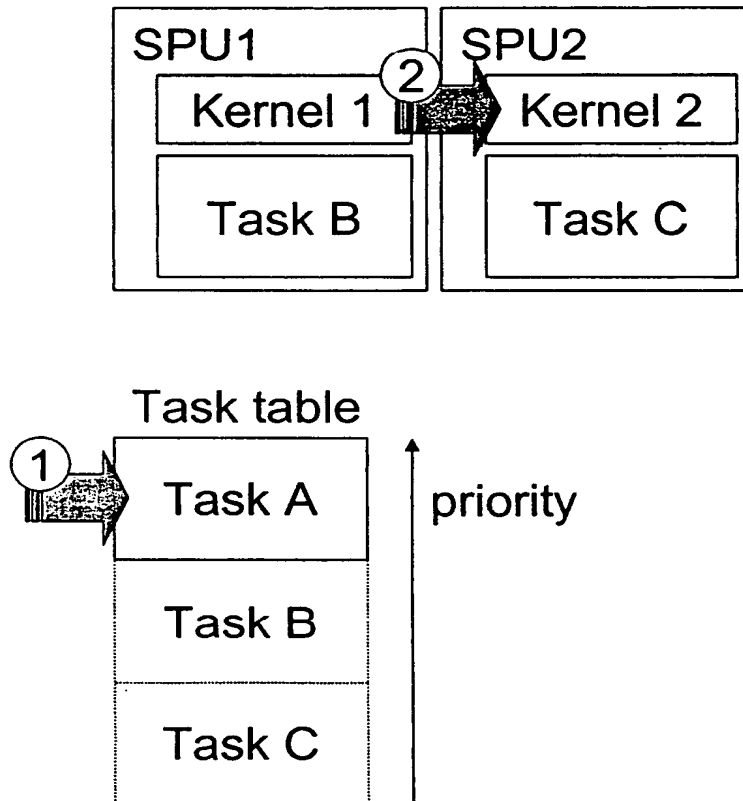 SPU1 SPU2
2
Kernel 1 Kernel 2
Task B Task C
Task table
1
Task A priority
Task B
Task C